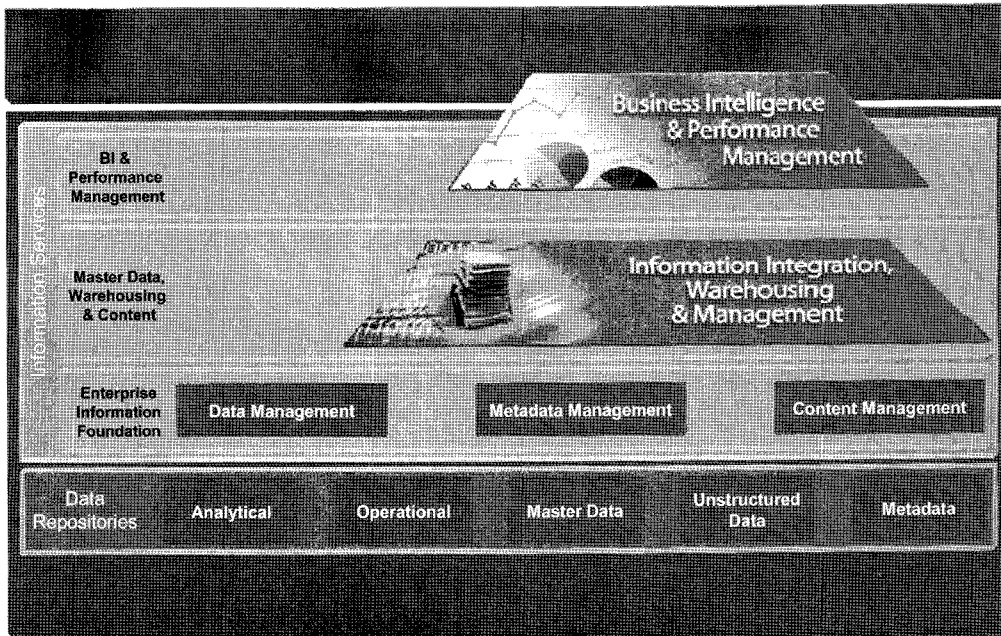 Business Intelligence
& Performance
Management
BI &
Performance
Management
Information Services
Information Integration,
Warehousing
& Management
Master Data,
Warehousing
& Content
Enterprise
Information
Foundation
Data Management
Metadata Management
Content Management
Data
Repositories
Analytical
Operational
Master Data
Unstructured
Data
Metadata